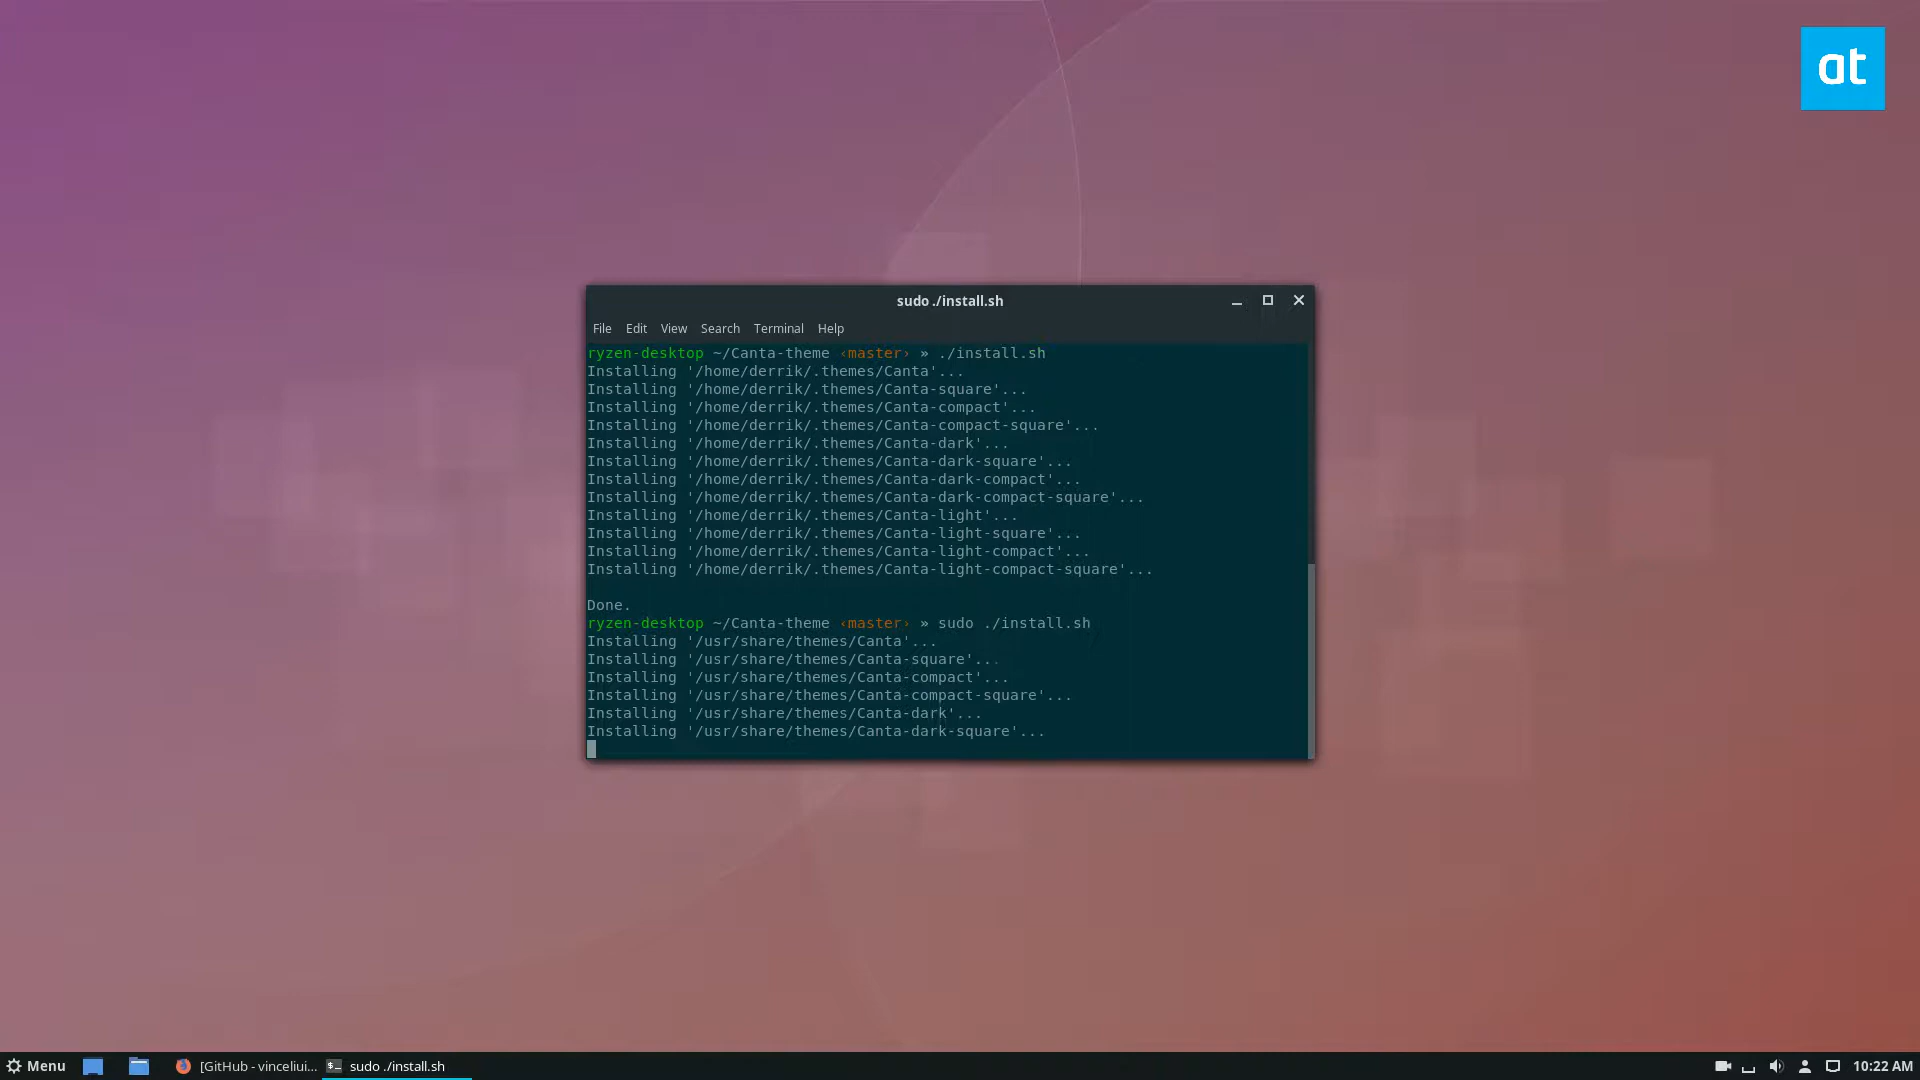 at
sudo ./install.sh
File Edit View Search Terminal Help
ryzen-desktop ~/Canta-theme ‹master› » ./install.sh
Installing '/home/derrik/.themes/Canta'...
Installing '/home/derrik/.themes/Canta-square'...
Installing '/home/derrik/.themes/Canta-compact'...
Installing '/home/derrik/.themes/Canta-compact-square'...
Installing '/home/derrik/.themes/Canta-dark'...
Installing '/home/derrik/.themes/Canta-dark-square'...
Installing '/home/derrik/.themes/Canta-dark-compact'...
Installing '/home/derrik/.themes/Canta-dark-compact-square'...
Installing '/home/derrik/.themes/Canta-light'...
Installing '/home/derrik/.themes/Canta-light-square'...
Installing '/home/derrik/.themes/Canta-light-compact'...
Installing '/home/derrik/.themes/Canta-light-compact-square'...
Done.
ryzen-desktop ~/Canta-theme ‹master› » sudo ./install.sh
Installing '/usr/share/themes/Canta'...
Installing '/usr/share/themes/Canta-square'...
Installing '/usr/share/themes/Canta-compact'...
Installing '/usr/share/themes/Canta-compact-square'...
Installing '/usr/share/themes/Canta-dark'...
Installing '/usr/share/themes/Canta-dark-square'...
Menu [GitHub - vinceliui... sudo ./install.sh 10:22 AM